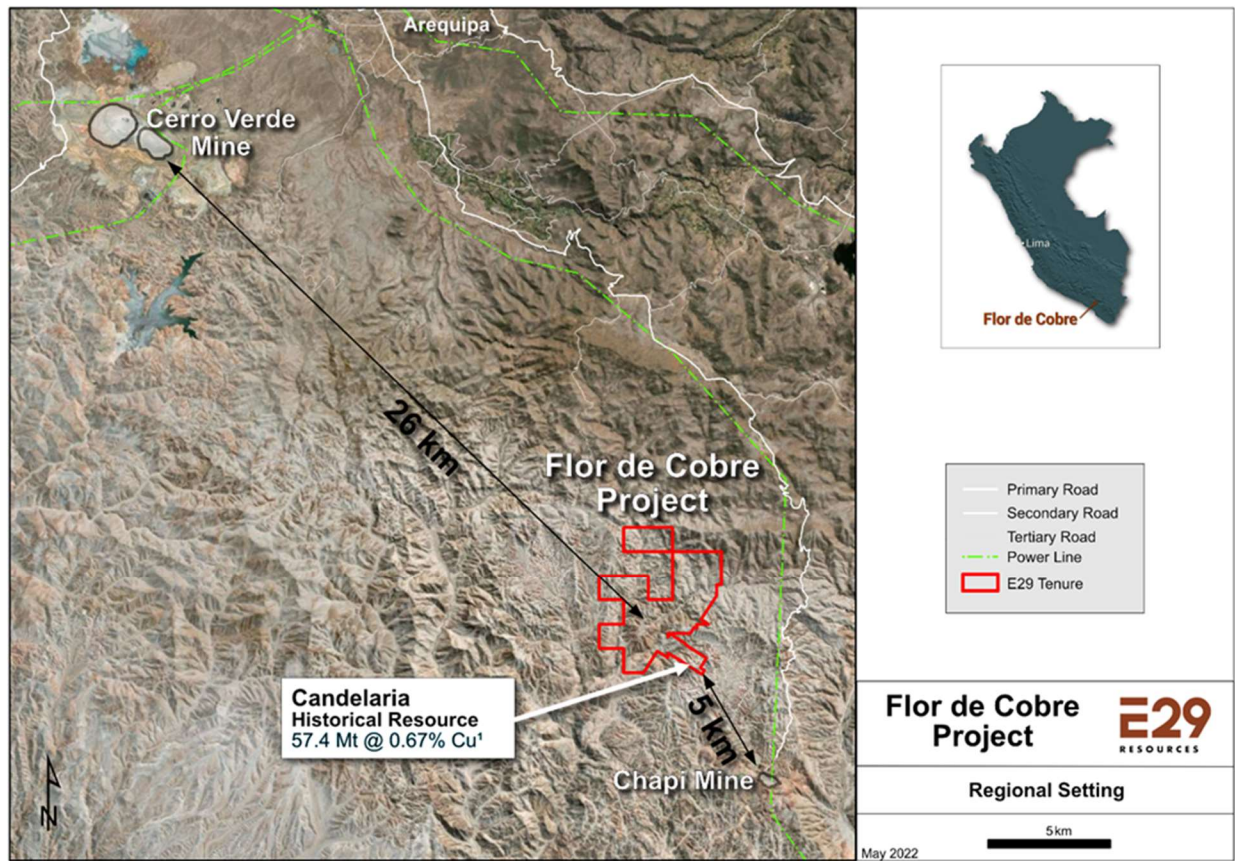 Arequipa
Cerro Verde
Mine
26 km
Flor de Cobre
Project
Candelaria
Historical Resource
57.4 Mt @ 0.67% Cu¹
5 km
Chapi Mine
N
Lima
Flor de Cobre
Primary Road
Secondary Road
Tertiary Road
Power Line
E29 Tenure
Flor de Cobre
Project
E29
RESOURCES
Regional Setting
5 km
May 2022